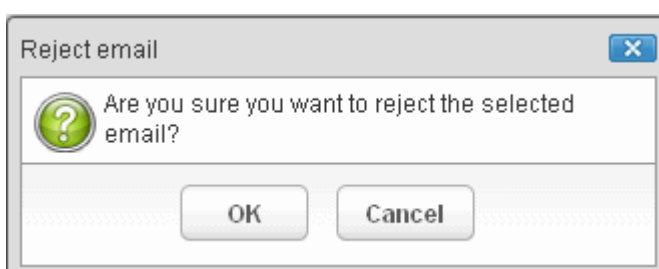 Reject email
Are you sure you want to reject the selected
email?
OK
Cancel